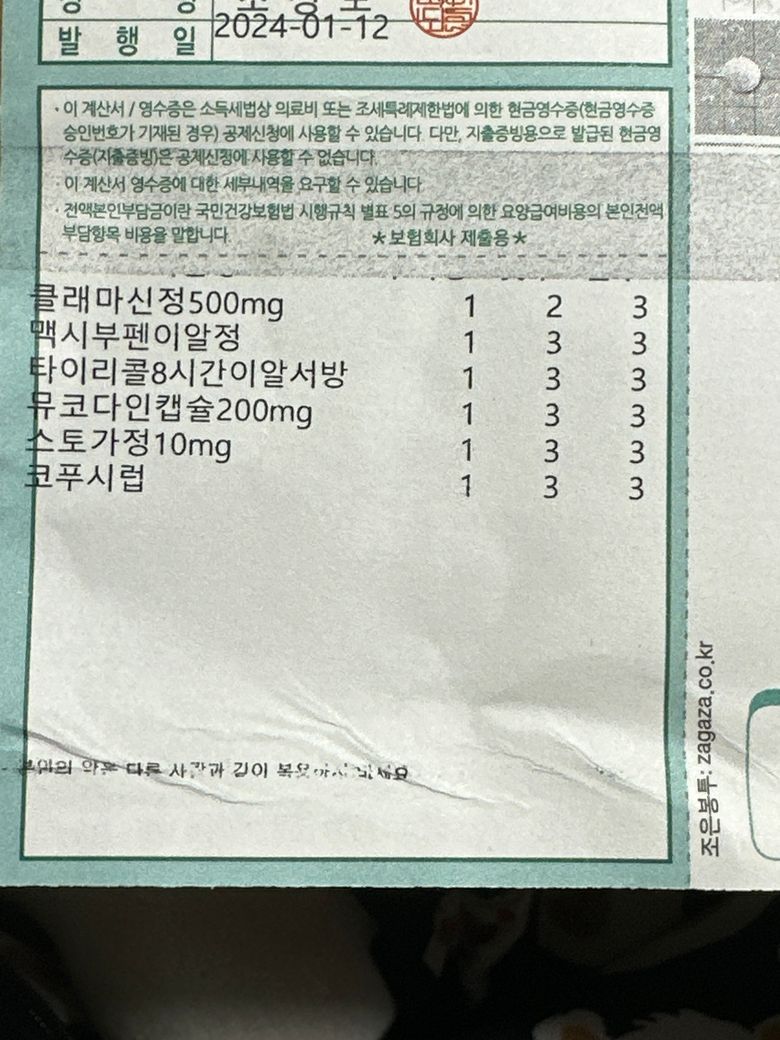 발 행 일 2024-01-12
· 이 계산서 / 영수증은 소득세법상 의료비 또는 조세특례제한법에 의한 현금영수증(현금영수증
승인번호가 기재된 경우) 공제신청에 사용할 수 있습니다. 다만, 지출증빙용으로 발급된 현금영
수증(지출증빙)은 공제신청에 사용할 수 없습니다.
· 이 계산서 영수증에 대한 세부내역을 요구할 수 있습니다.
· 전액본인부담금이란 국민건강보험법 시행규칙 별표 5의 규정에 의한 요양급여비용의 본인전액
부담항목 비용을 말합니다.
★보험회사 제출용★
클래마신정500mg 1 2 3
맥시부펜이알정 1 3 3
타이리콜8시간이알서방 1 3 3
뮤코다인캡슐200mg 1 3 3
스토가정10mg 1 3 3
코푸시럽 1 3 3
약은 다른 사람과 같이
조은봉투: zagaza.co.kr